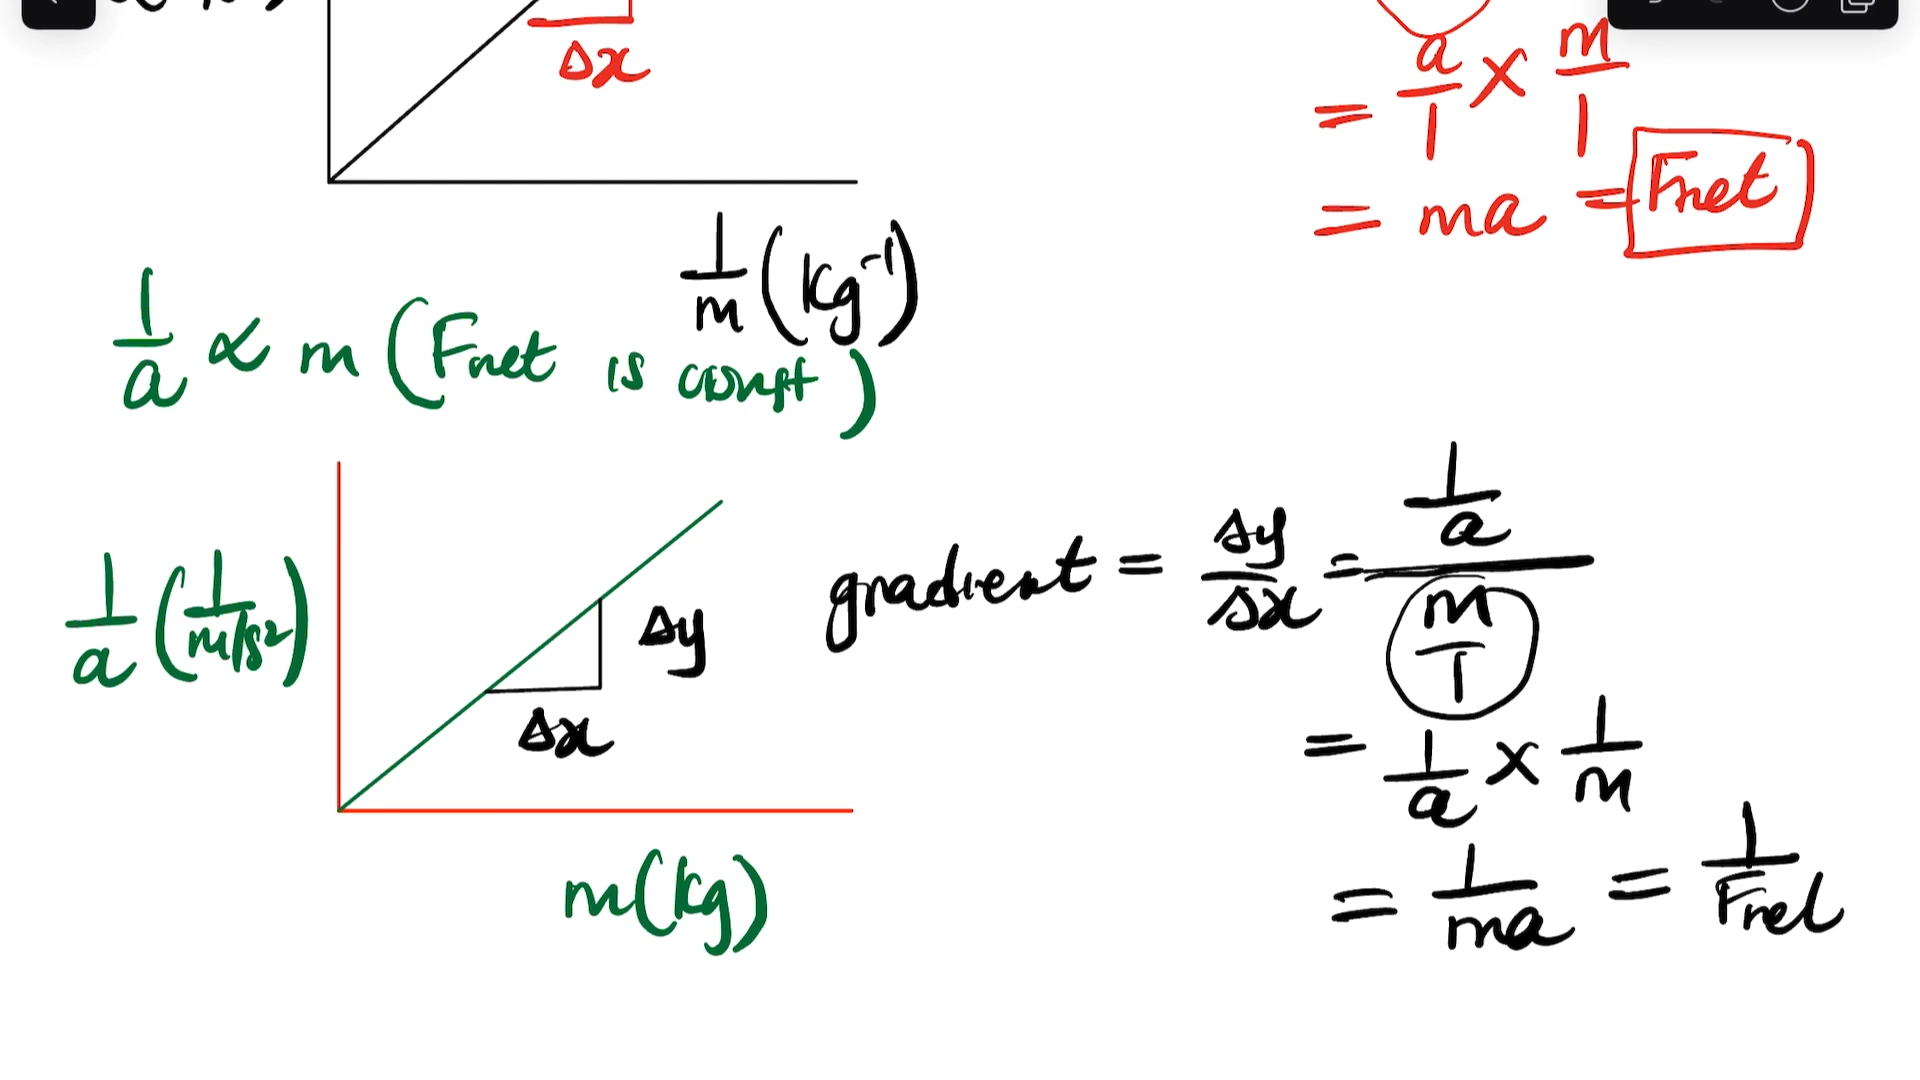 Δx
= a/1 × m/1
= ma = Fnet
1/m (kg⁻¹)
1/a ∝ m (Fnet is const)
1/a (1/m/s²)
Δy
Δx
m(kg)
gradient = Δy/Δx = 1/a / m/1
= 1/a × 1/m
= 1/ma = 1/Fnet